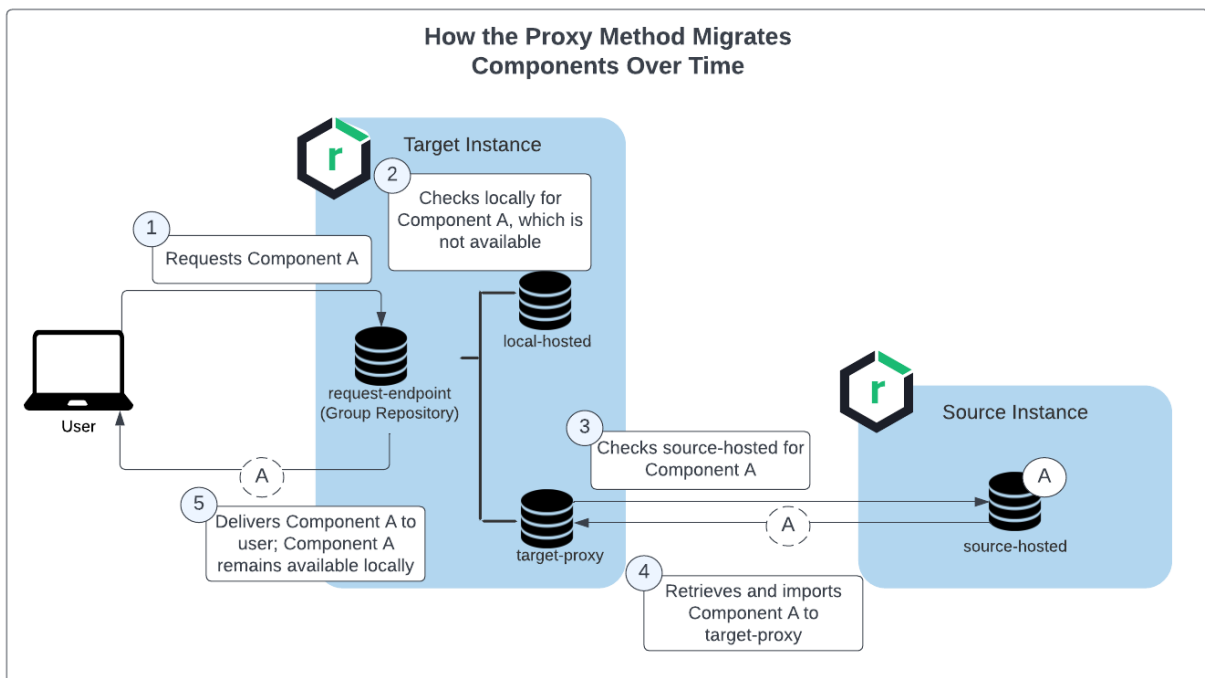 How the Proxy Method Migrates
Components Over Time
r
Target Instance
2
Checks locally for
Component A, which is
not available
1
Requests Component A
local-hosted
request-endpoint
(Group Repository)
User
r
Source Instance
3
Checks source-hosted for
Component A
A
A
5
Delivers Component A to
user; Component A
remains available locally
target-proxy
A
source-hosted
4
Retrieves and imports
Component A to
target-proxy